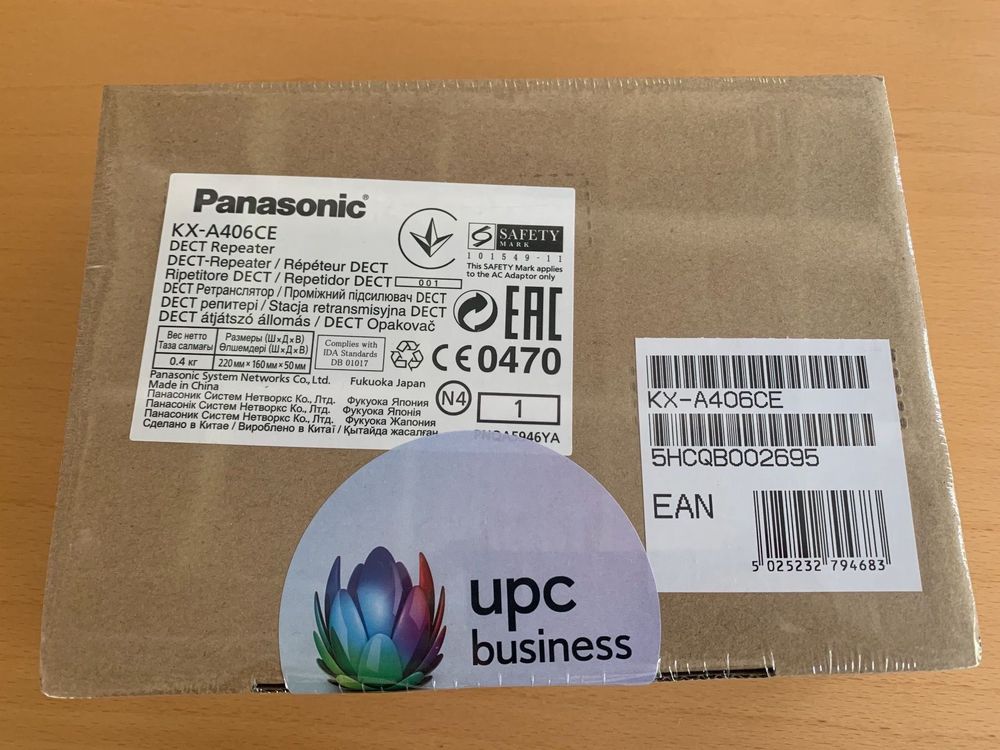 Panasonic®
KX-A406CE
DECT Repeater
DECT-Repeater / Répéteur DECT
Ripetitore DECT / Repetidor DECT
DECT Ретранслятор / Проміжний підсилювач DECT
DECT репитері / Stacja retransmisyjna DECT
DECT átjátszó állomás / DECT Opakovač
001
SAFETY
MARK
101549-11
This SAFETY Mark applies
to the AC Adaptor only
EAC
Вес нетто
Таза салмағы
0.4 кг
Размеры (Ш×Д×В)
Өлшемдері (Ш×Д×В)
220 мм × 160 мм × 50 мм
Complies with
IDA Standards
DB 01017
CE0470
Panasonic System Networks Co., Ltd. Fukuoka Japan
Made in China
Панасоник Систем Нетворкс Ко., Лтд. Фукуока Япония
Панасонік Систем Нетворкс Ко., Лтд. Фукуока Японія
Панасоник Систем Нетворкс Ко., Лтд. Фукуока Жапония
Сделано в Китае / Вироблено в Китаї / Қытайда жасалған
N4
1
PNQA5946YA
KX-A406CE
5HCQB002695
EAN
5 025232 794683
upc
business